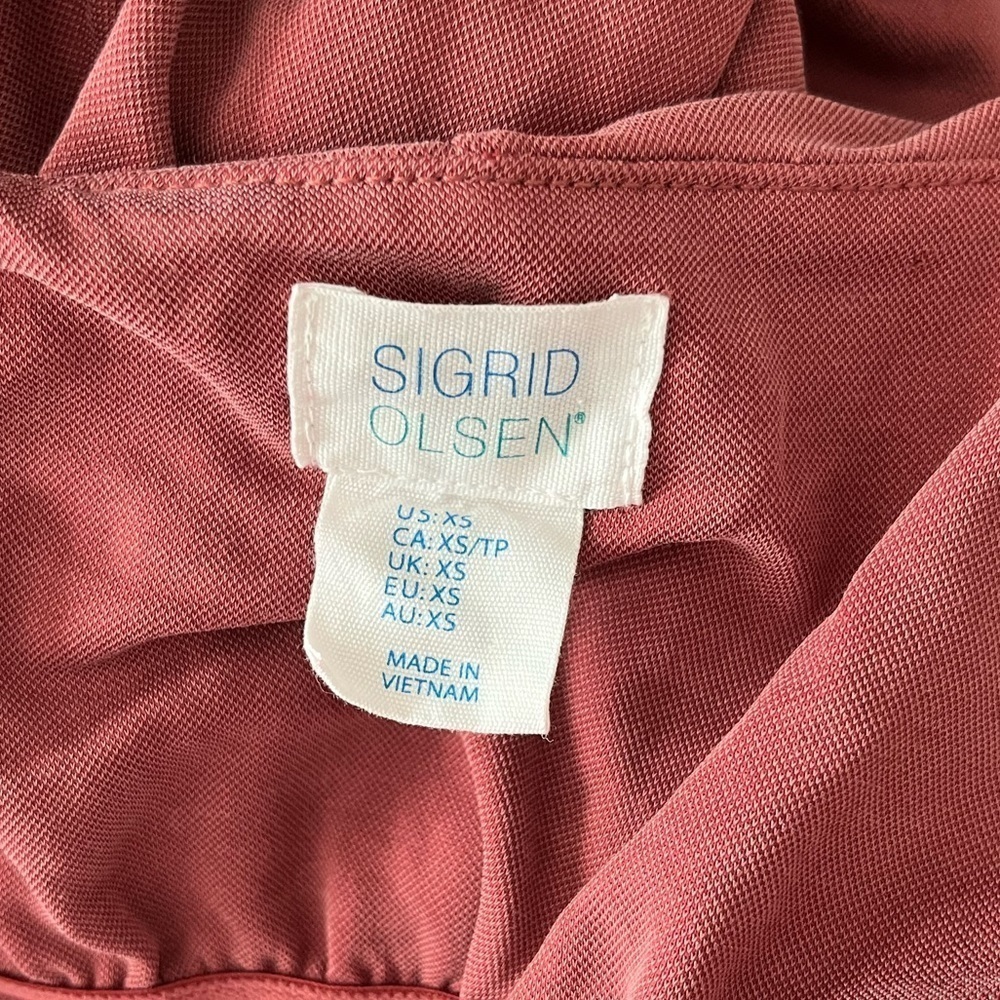 SIGRID
OLSEN®
US: XS
CA: XS/TP
UK: XS
EU: XS
AU: XS
MADE IN
VIETNAM